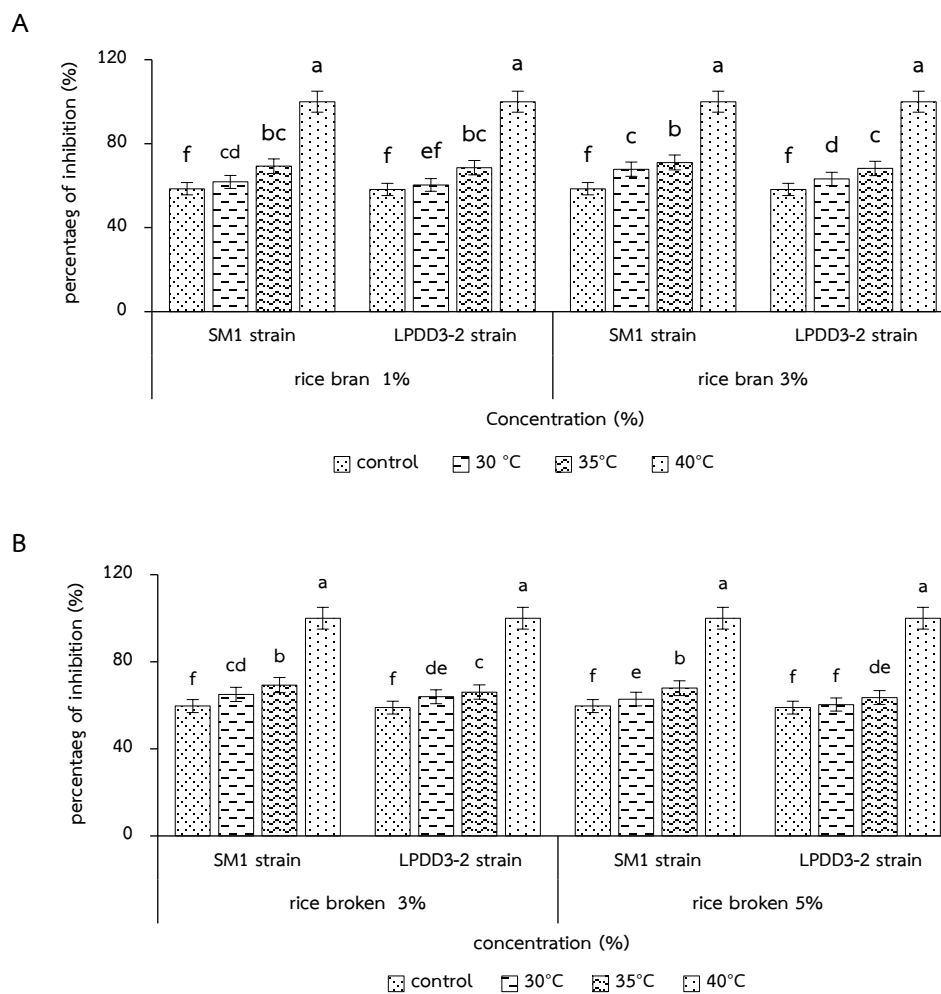 A
120
80
40
0
percentaeg of inhibition (%)
f cd bc a f ef bc a f c b a f d c a
SM1 strain LPDD3-2 strain SM1 strain LPDD3-2 strain
rice bran 1% rice bran 3%
Concentration (%)
control 30 °C 35°C 40°C
B
120
80
40
0
percentaeg of inhibition (%)
f cd b a f de c a f e b a f f de a
SM1 strain LPDD3-2 strain SM1 strain LPDD3-2 strain
rice broken 3% rice broken 5%
concentration (%)
control 30°C 35°C 40°C